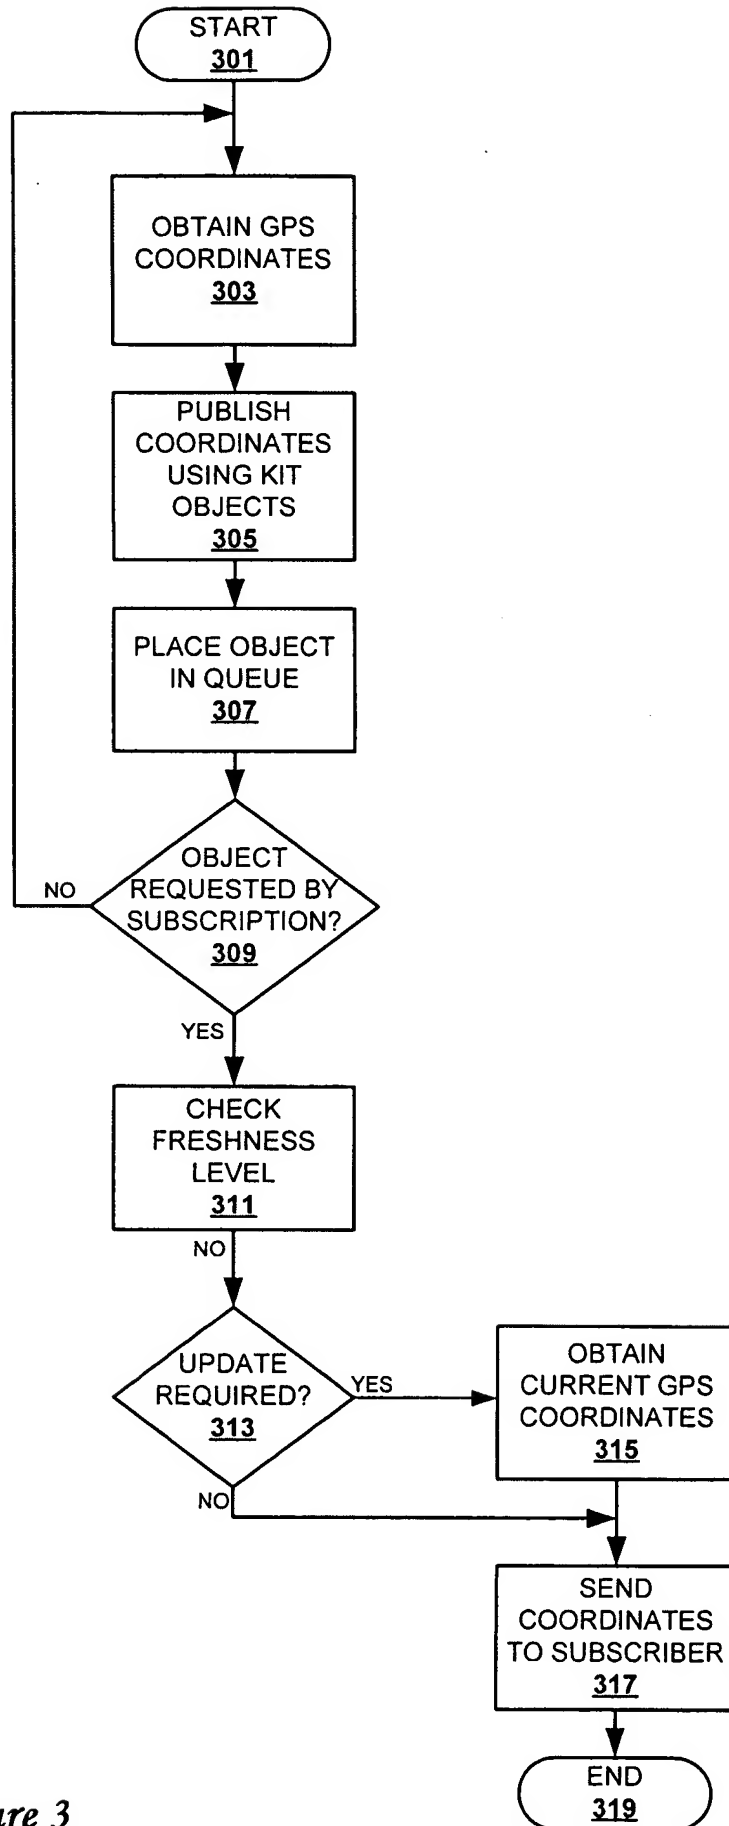 START
301
OBTAIN GPS
COORDINATES
303
PUBLISH
COORDINATES
USING KIT
OBJECTS
305
PLACE OBJECT
IN QUEUE
307
OBJECT
REQUESTED BY
SUBSCRIPTION?
309
NO
YES
CHECK
FRESHNESS
LEVEL
311
NO
UPDATE
REQUIRED?
313
YES
NO
OBTAIN
CURRENT GPS
COORDINATES
315
SEND
COORDINATES
TO SUBSCRIBER
317
END
319
ure 3